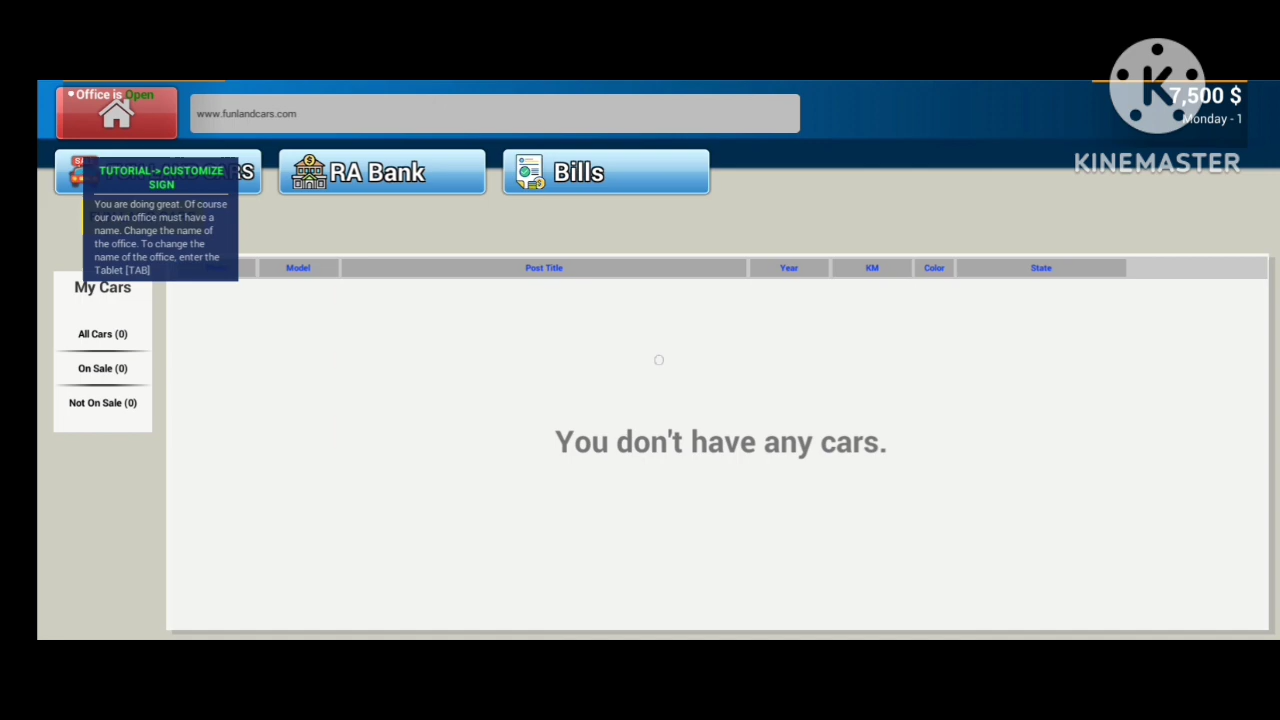 Office is Open
www.funlandcars.com
7,500 $
Monday - 1
KINEMASTER
TUTORIAL-> CUSTOMIZE
SIGN
You are doing great. Of course
our own office must have a
name. Change the name of
the office. To change the
name of the office, enter the
Tablet [TAB]
RA Bank
Bills
Model
Post Title
Year
KM
Color
State
My Cars
All Cars (0)
On Sale (0)
Not On Sale (0)
You don't have any cars.